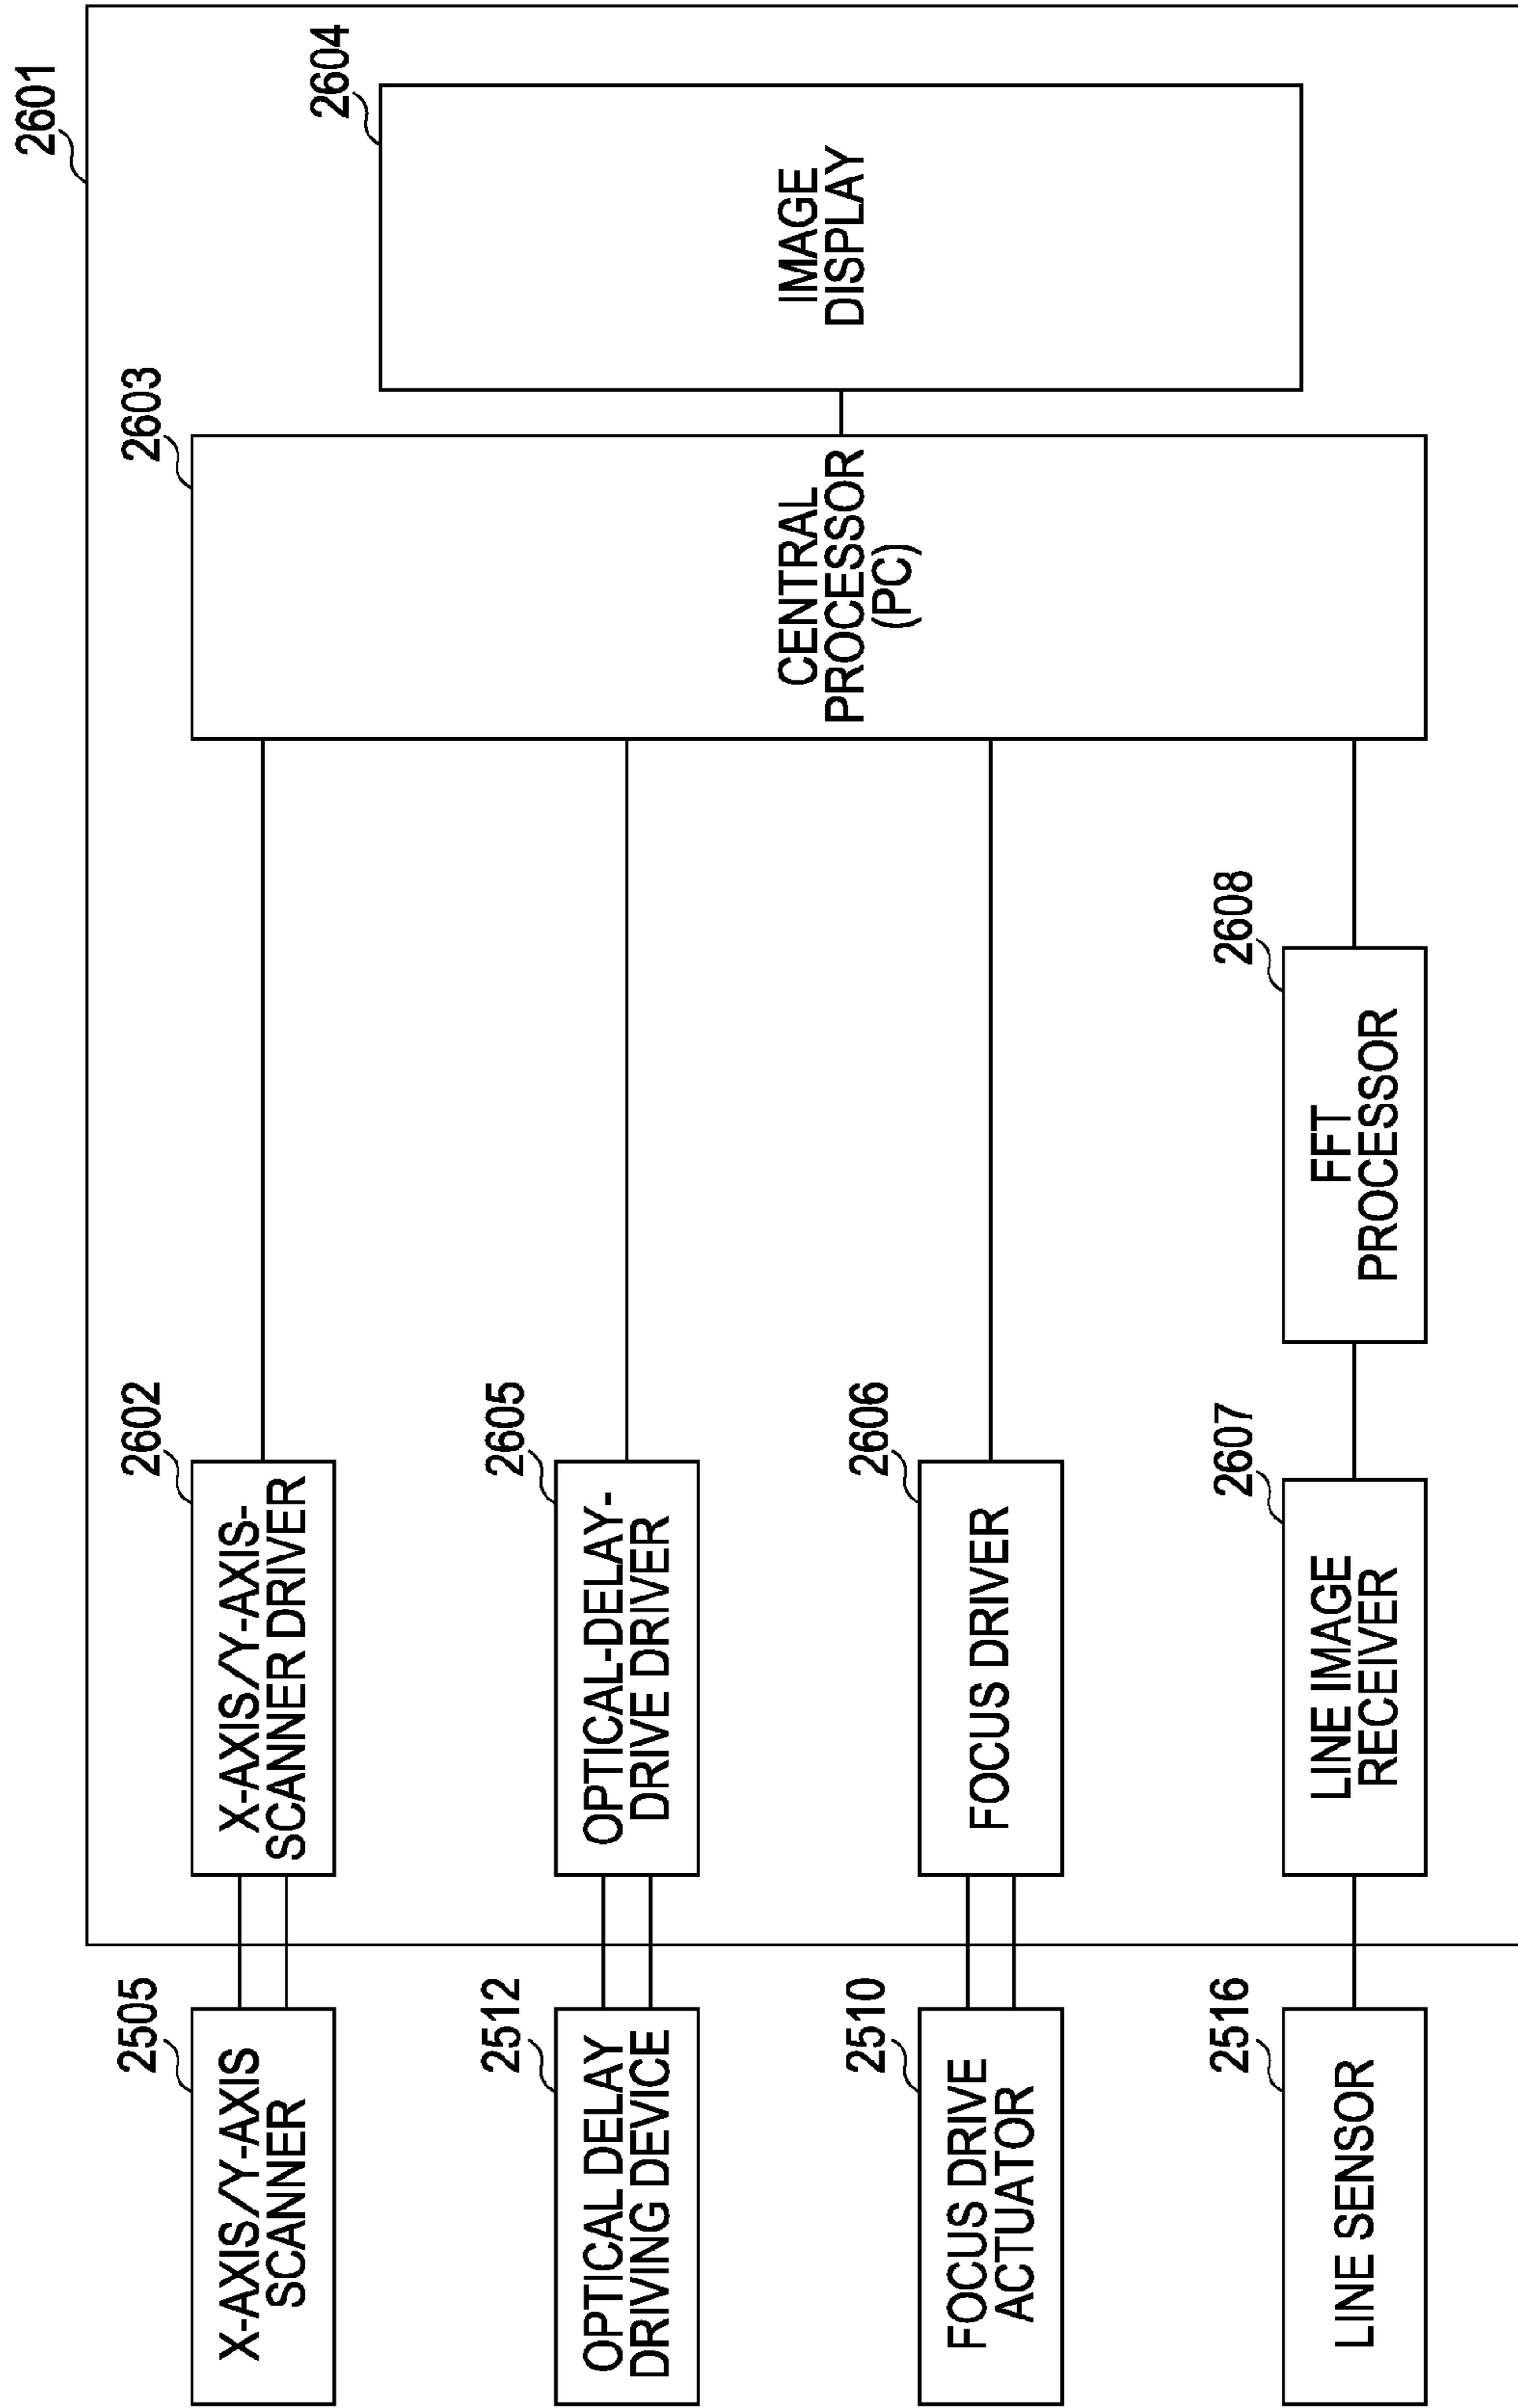 2601
2505
X-AXIS/Y-AXIS
SCANNER
2602
X-AXIS/Y-AXIS-
SCANNER DRIVER
2603
CENTRAL
PROCESSOR
(PC)
2604
IMAGE
DISPLAY
2512
OPTICAL DELAY
DRIVING DEVICE
2605
OPTICAL-DELAY-
DRIVE DRIVER
2510
FOCUS DRIVE
ACTUATOR
2606
FOCUS DRIVER
2516
LINE SENSOR
2607
LINE IMAGE
RECEIVER
2608
FFT
PROCESSOR